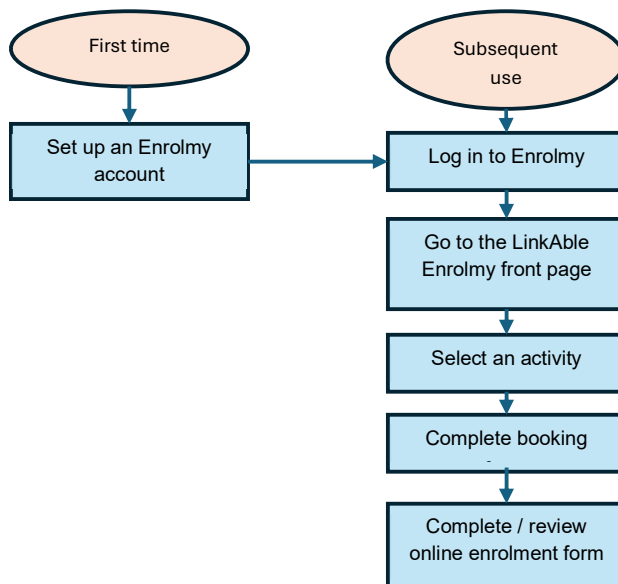 First time
Subsequent
use
Set up an Enrolmy
account
Log in to Enrolmy
Go to the LinkAble
Enrolmy front page
Select an activity
Complete booking
Complete / review
online enrolment form